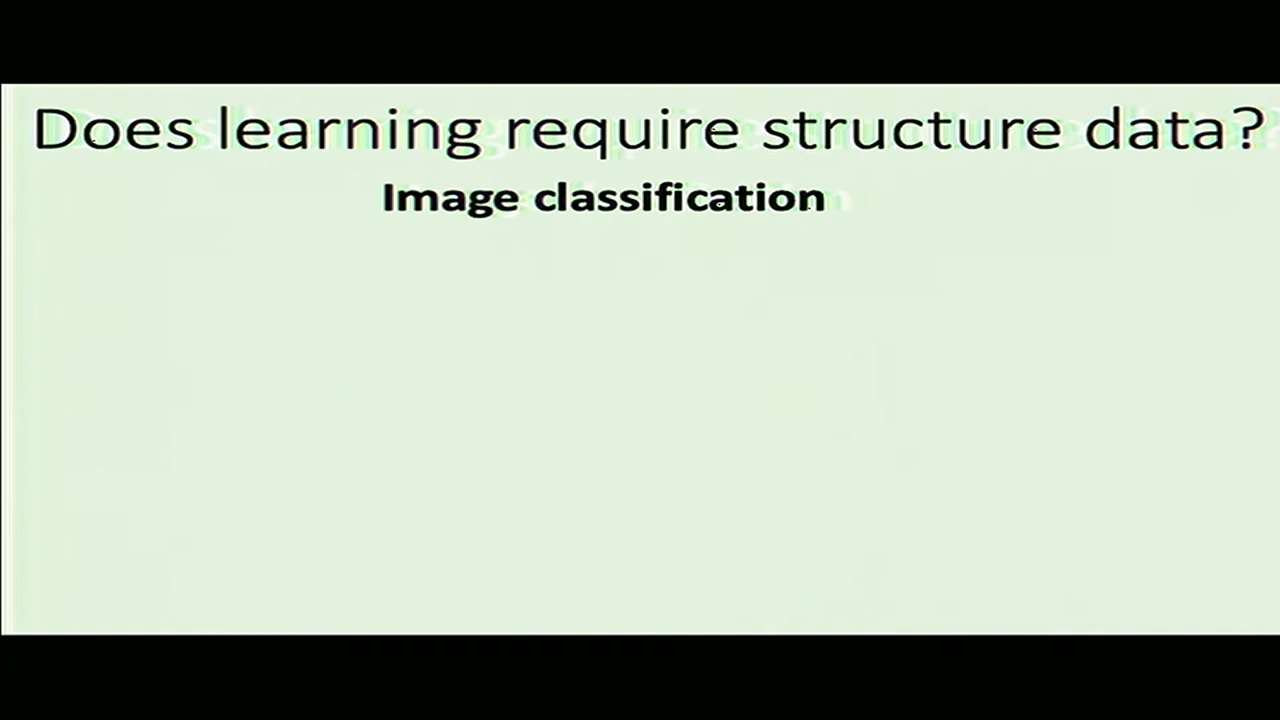 Does learning require structure data?
Image classification